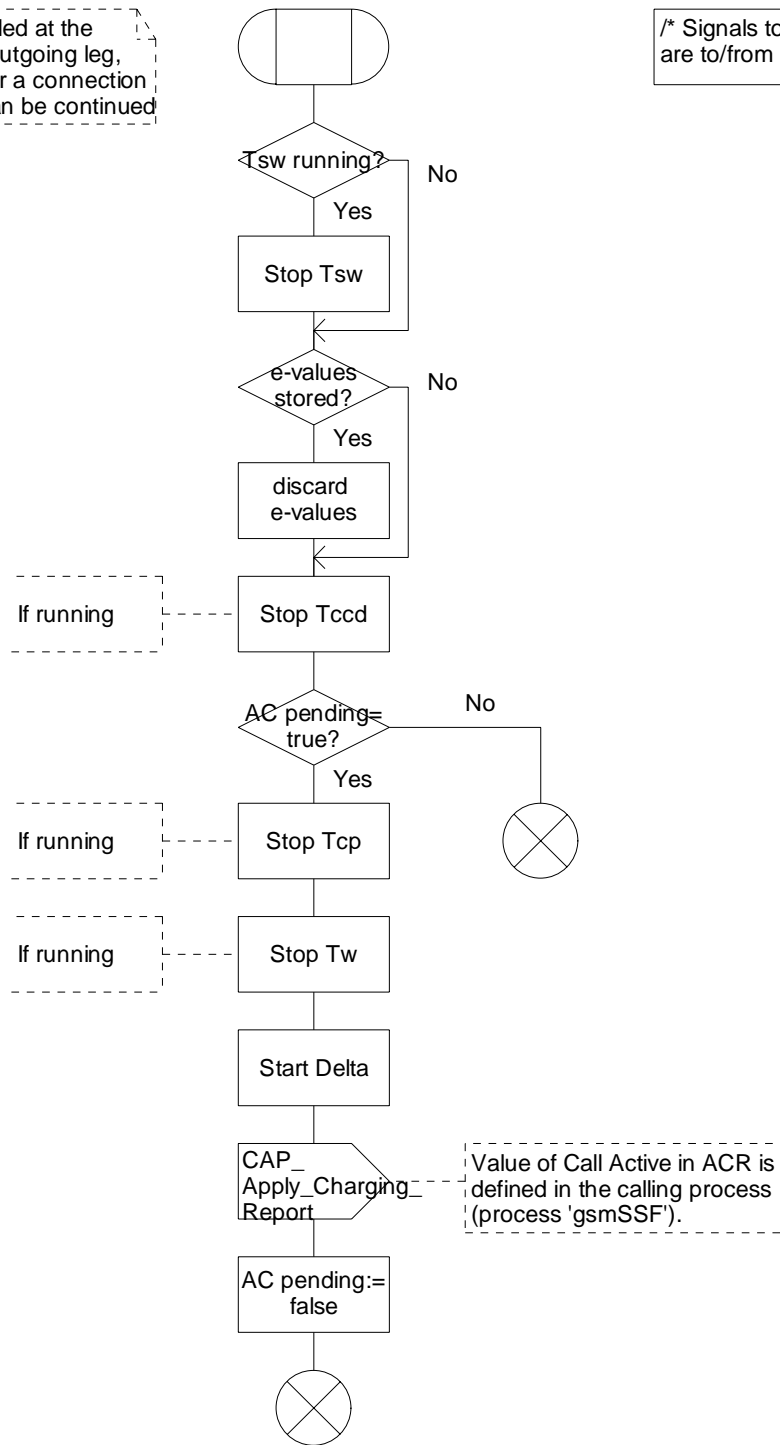 led at the
utgoing leg,
r a connection
n be continued
/* Signals to
are to/from
Tsw running?
No
Yes
Stop Tsw
e-values
stored?
No
Yes
discard
e-values
If running
Stop Tccd
AC pending=
true?
No
Yes
If running
Stop Tcp
If running
Stop Tw
Start Delta
CAP_
Apply_Charging_
Report
Value of Call Active in ACR is
defined in the calling process
(process 'gsmSSF').
AC pending:=
false